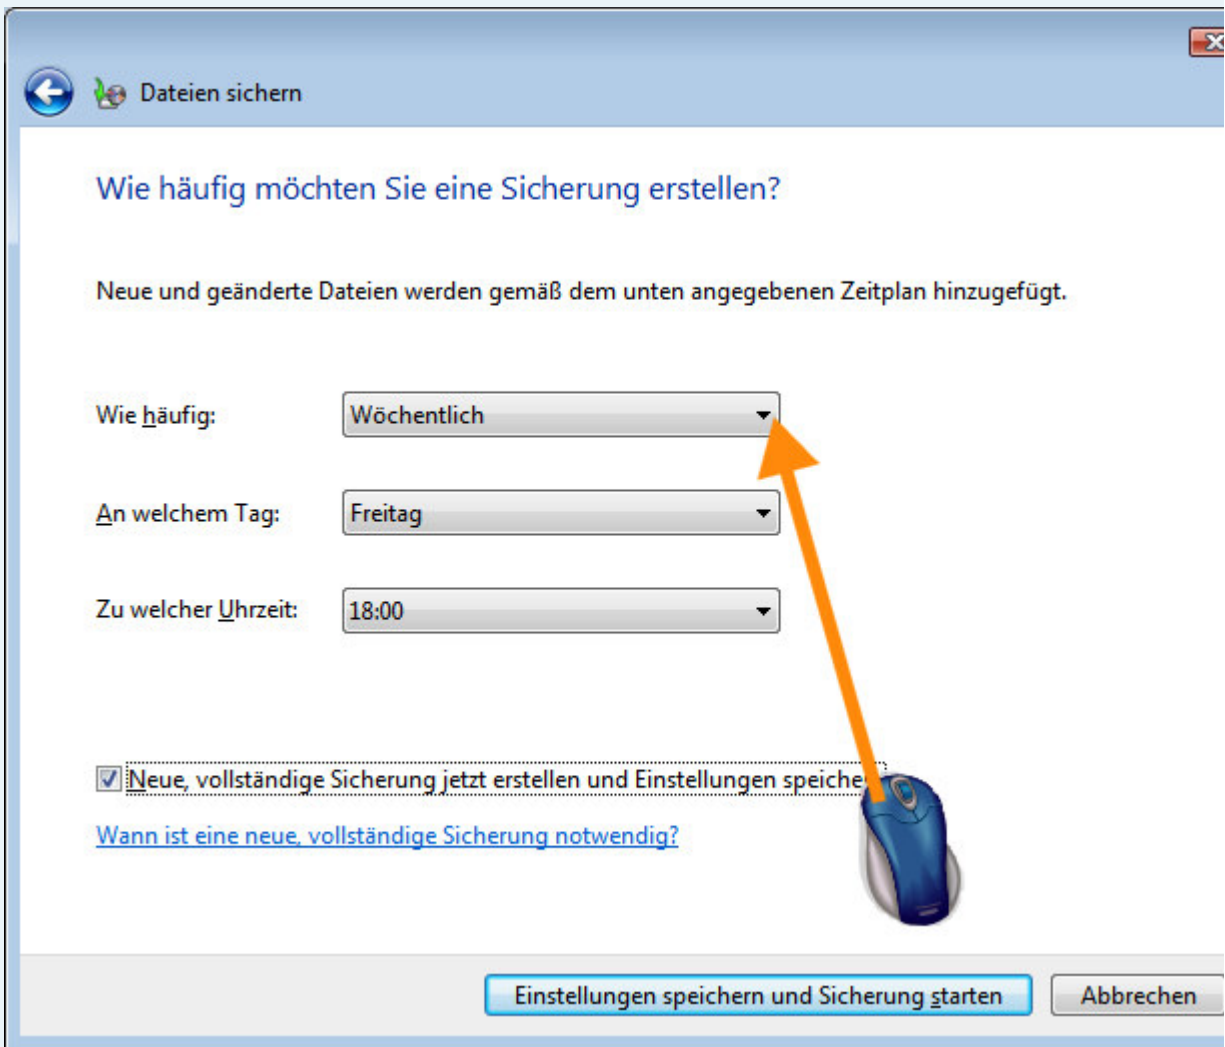 Dateien sichern
Wie häufig möchten Sie eine Sicherung erstellen?
Neue und geänderte Dateien werden gemäß dem unten angegebenen Zeitplan hinzugefügt.
Wie häufig: Wöchentlich
An welchem Tag: Freitag
Zu welcher Uhrzeit: 18:00
Neue, vollständige Sicherung jetzt erstellen und Einstellungen
Wann ist eine neue, vollständige Sicherung notwendig?
Einstellungen speichern und Sicherung starten Abbrechen